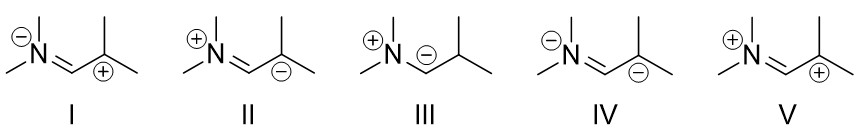 ⊖ ⊕ ⊕ ⊖ ⊖ ⊕
N N N N N
⊕ ⊖ ⊖ ⊕
I II III IV V